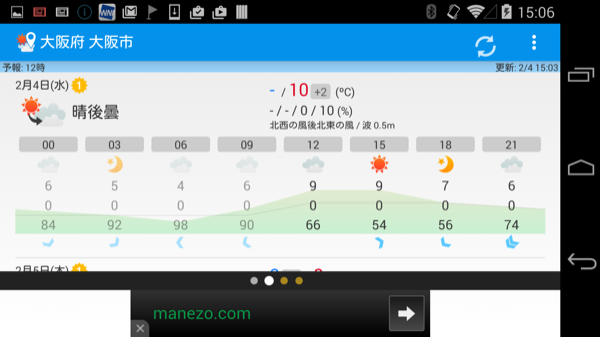 15:06
大阪府 大阪市
予報: 12時 更新: 2/4 15:03
2月4日(水) 1
晴後曇
- / 10 +2 (℃)
- / - / 0 / 10 (%)
北西の風後北東の風 / 波 0.5m
00 03 06 09 12 15 18 21
6 5 4 6 9 9 7 6
0 0 0 0 0 0 0 0
84 92 98 90 66 54 56 74
2月5日(木)
manezo.com